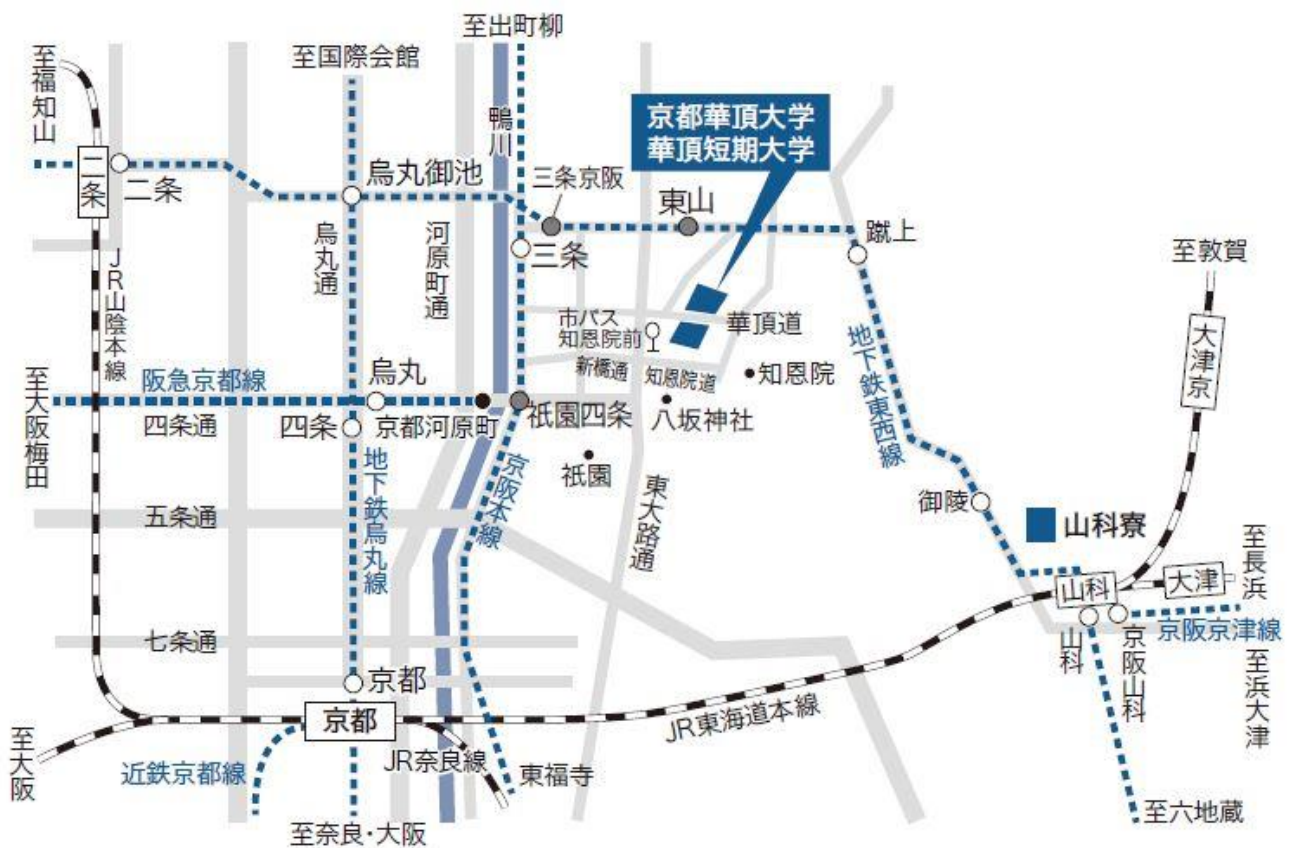 至出町柳
至国際会館
至福知山
鴨川
京都華頂大学
華頂短期大学
二条
二条
烏丸御池
三条京阪
東山
蹴上
烏丸通
河原町通
三条
至敦賀
JR山陰本線
市バス
知恩院前
華頂道
大津京
新橋通
知恩院道
知恩院
地下鉄東西線
至大阪梅田
阪急京都線
烏丸
四条通
四条
京都河原町
祇園四条
八坂神社
祇園
地下鉄烏丸線
京阪本線
東大路通
御陵
五条通
山科寮
至長浜
山科
大津
七条通
山科
京阪山科
京阪京津線
至浜大津
京都
京都
JR東海道本線
至大阪
近鉄京都線
JR奈良線
東福寺
至奈良・大阪
至六地蔵